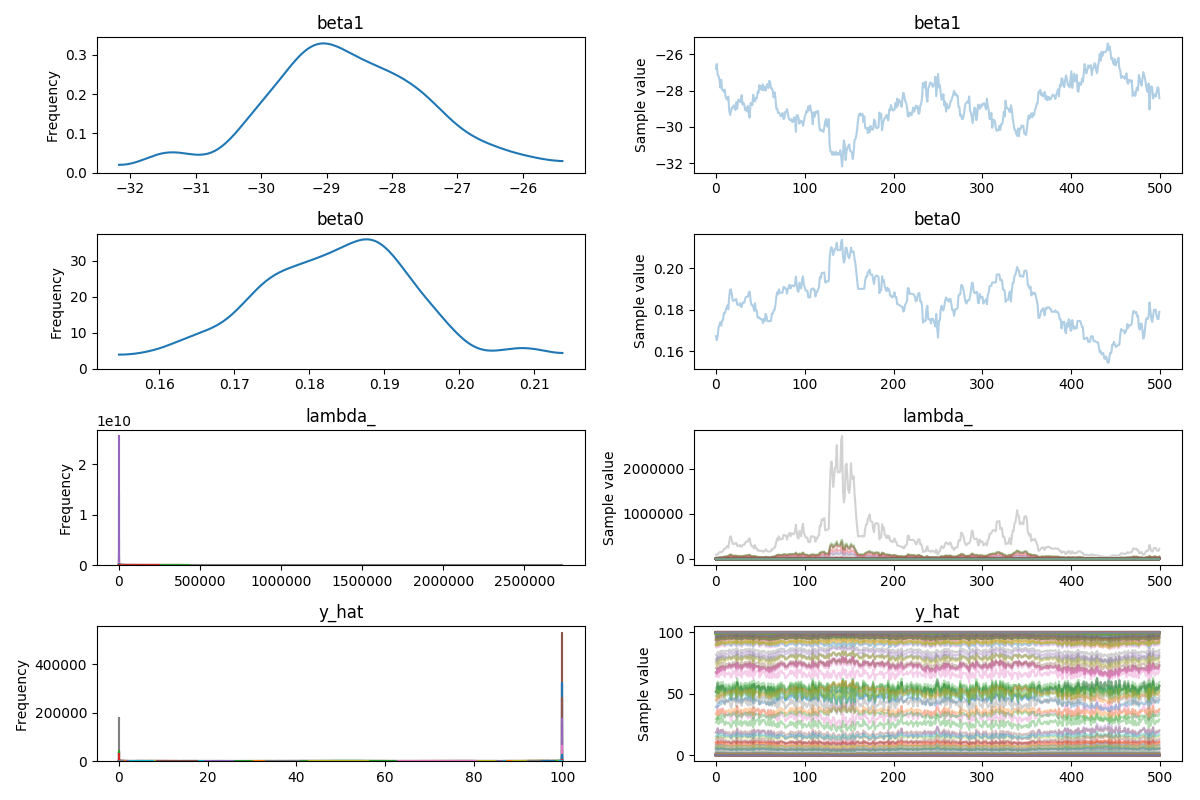 beta1
Frequency
0.3
0.2
0.1
0.0
−32 −31 −30 −29 −28 −27 −26
beta1
Sample value
−26
−28
−30
−32
0 100 200 300 400 500
beta0
Frequency
30
20
10
0
0.16 0.17 0.18 0.19 0.20 0.21
beta0
Sample value
0.20
0.18
0.16
0 100 200 300 400 500
lambda_
1e10
Frequency
2
1
0
0 500000 1000000 1500000 2000000 2500000
lambda_
Sample value
2000000
1000000
0
0 100 200 300 400 500
y_hat
Frequency
400000
200000
0
0 20 40 60 80 100
y_hat
Sample value
100
50
0
0 100 200 300 400 500